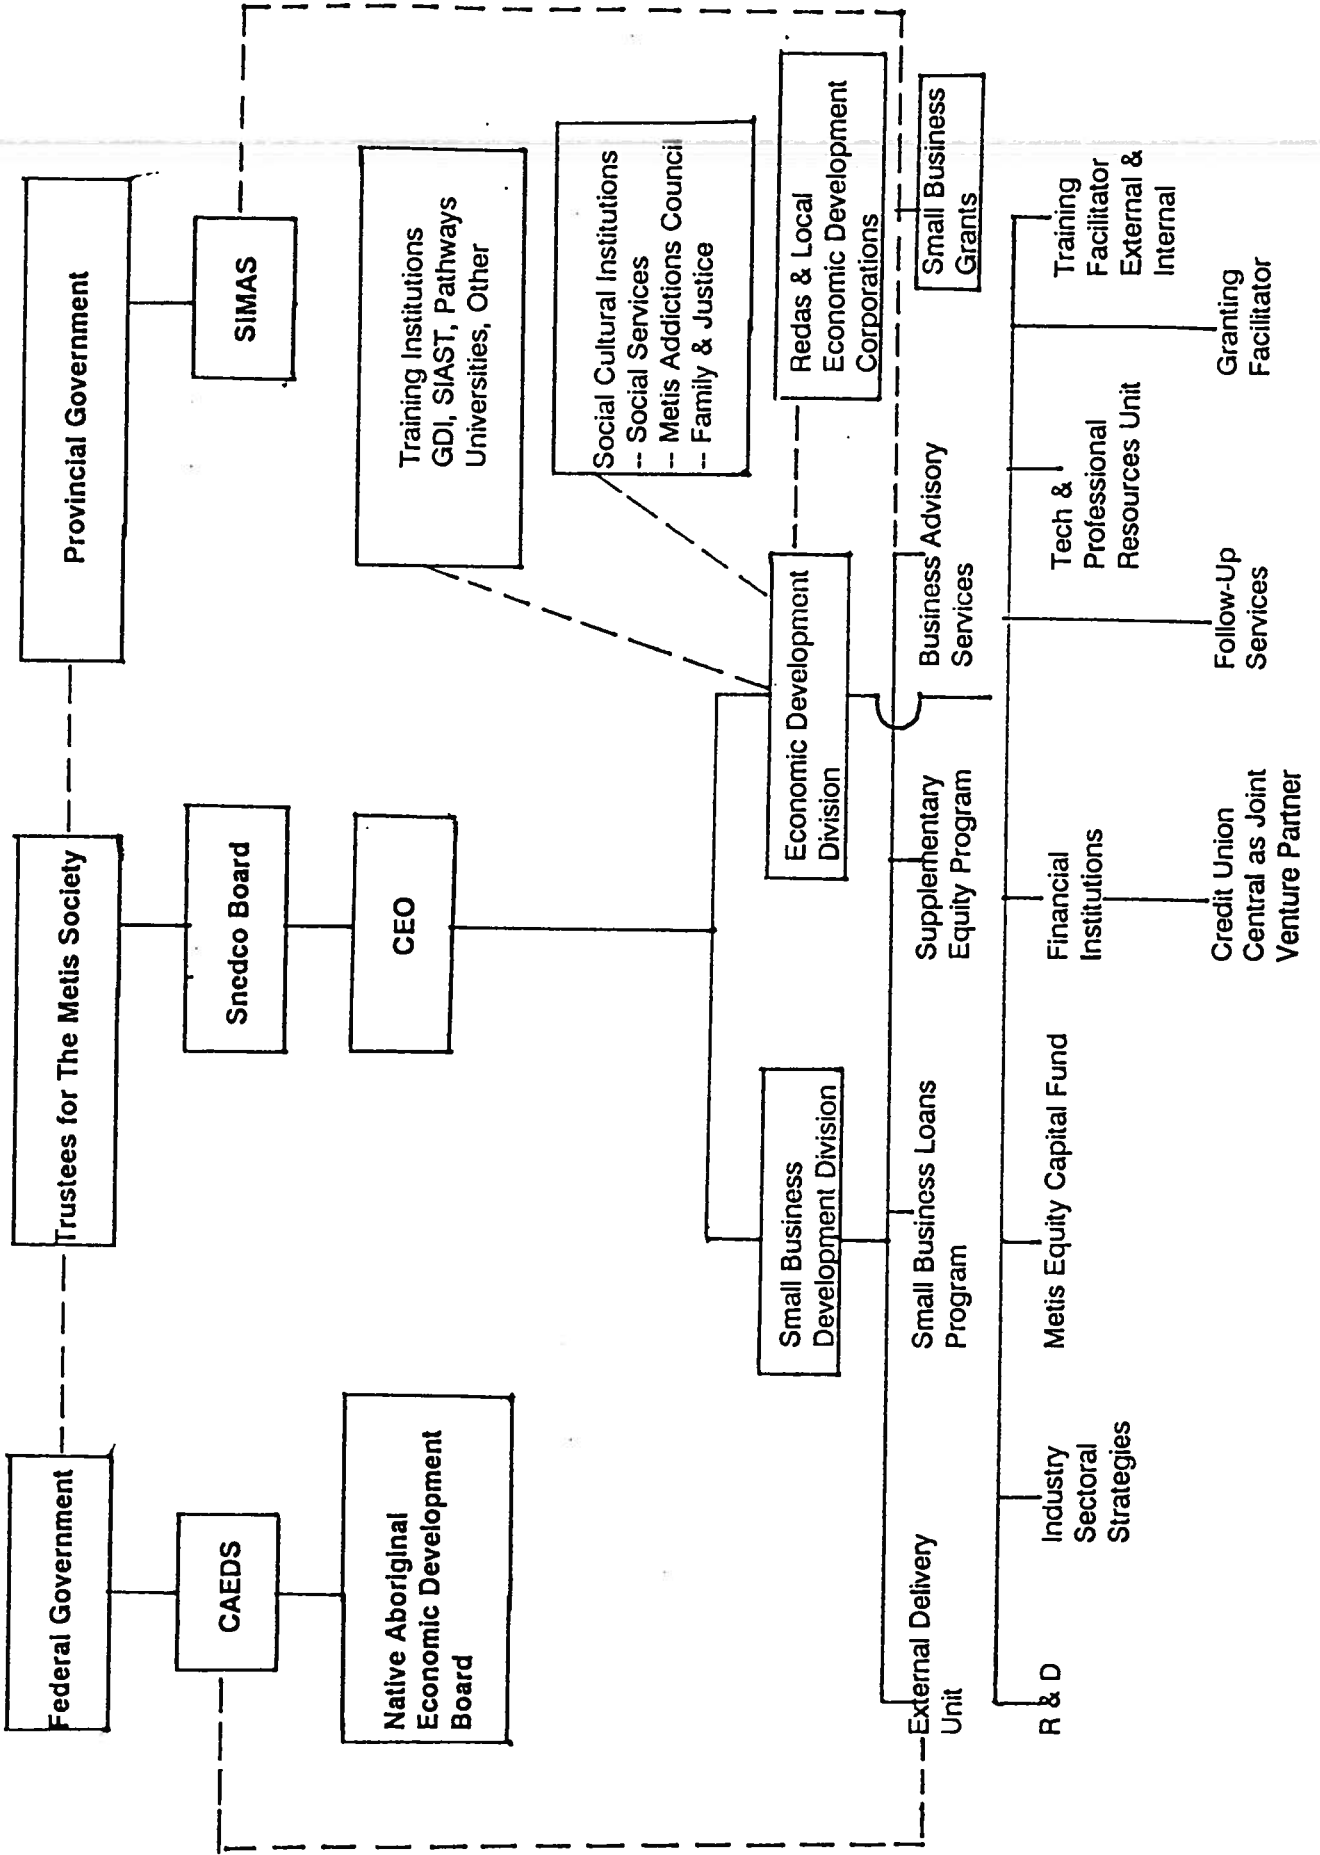 Federal Government
Trustees for The Metis Society
Provincial Government
CAEDS
Snedco Board
SIMAS
Native Aboriginal
Economic Development
Board
CEO
Training Institutions
GDI, SIAST, Pathways
Universities, Other
Social Cultural Institutions
-- Social Services
-- Metis Addictions Council
-- Family & Justice
Small Business
Development Division
Economic Development
Division
Redas & Local
Economic Development
Corporations
External Delivery
Unit
Small Business Loans
Program
Supplementary
Equity Program
Business Advisory
Services
Small Business
Grants
R & D
Industry
Sectoral
Strategies
Metis Equity Capital Fund
Financial
Institutions
Tech &
Professional
Resources Unit
Training
Facilitator
External &
Internal
Credit Union
Central as Joint
Venture Partner
Follow-Up
Services
Granting
Facilitator